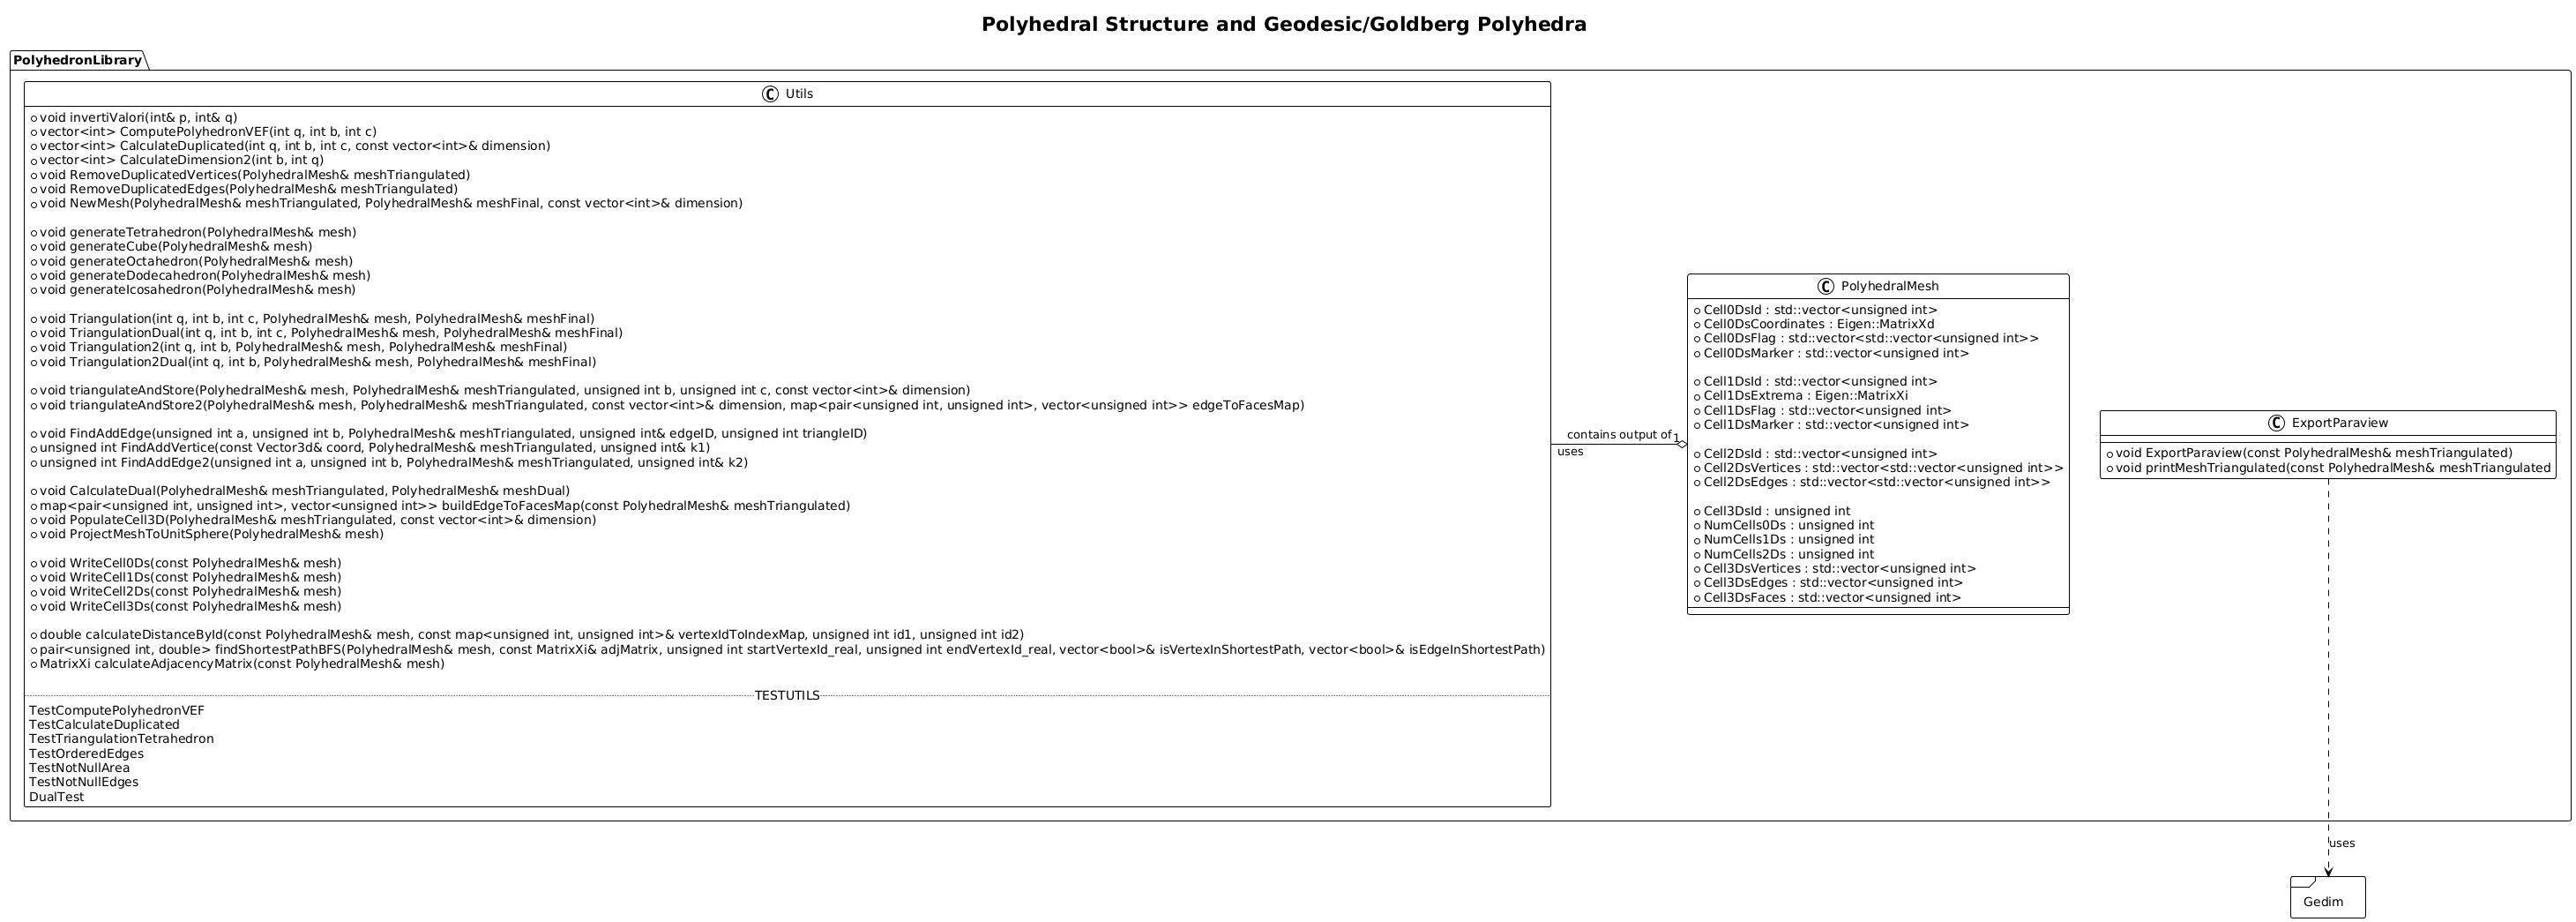 Polyhedral Structure and Geodesic/Goldberg Polyhedra
PolyhedronLibrary
C Utils
void invertiValori(int& p, int& q)
vector<int> ComputePolyhedronVEF(int q, int b, int c)
vector<int> CalculateDuplicated(int q, int b, int c, const vector<int>& dimension)
vector<int> CalculateDimension2(int b, int q)
void RemoveDuplicatedVertices(PolyhedralMesh& meshTriangulated)
void RemoveDuplicatedEdges(PolyhedralMesh& meshTriangulated)
void NewMesh(PolyhedralMesh& meshTriangulated, PolyhedralMesh& meshFinal, const vector<int>& dimension)
void generateTetrahedron(PolyhedralMesh& mesh)
void generateCube(PolyhedralMesh& mesh)
void generateOctahedron(PolyhedralMesh& mesh)
void generateDodecahedron(PolyhedralMesh& mesh)
void generateIcosahedron(PolyhedralMesh& mesh)
void Triangulation(int q, int b, int c, PolyhedralMesh& mesh, PolyhedralMesh& meshFinal)
void TriangulationDual(int q, int b, int c, PolyhedralMesh& mesh, PolyhedralMesh& meshFinal)
void Triangulation2(int q, int b, PolyhedralMesh& mesh, PolyhedralMesh& meshFinal)
void Triangulation2Dual(int q, int b, PolyhedralMesh& mesh, PolyhedralMesh& meshFinal)
void triangulateAndStore(PolyhedralMesh& mesh, PolyhedralMesh& meshTriangulated, unsigned int b, unsigned int c, const vector<int>& dimension)
void triangulateAndStore2(PolyhedralMesh& mesh, PolyhedralMesh& meshTriangulated, const vector<int>& dimension, map<pair<unsigned int, unsigned int>, vector<unsigned int>> edgeToFacesMap)
void FindAddEdge(unsigned int a, unsigned int b, PolyhedralMesh& meshTriangulated, unsigned int& edgeID, unsigned int triangleID)
unsigned int FindAddVertice(const Vector3d& coord, PolyhedralMesh& meshTriangulated, unsigned int& k1)
unsigned int FindAddEdge2(unsigned int a, unsigned int b, PolyhedralMesh& meshTriangulated, unsigned int& k2)
void CalculateDual(PolyhedralMesh& meshTriangulated, PolyhedralMesh& meshDual)
map<pair<unsigned int, unsigned int>, vector<unsigned int>> buildEdgeToFacesMap(const PolyhedralMesh& meshTriangulated)
void PopulateCell3D(PolyhedralMesh& meshTriangulated, const vector<int>& dimension)
void ProjectMeshToUnitSphere(PolyhedralMesh& mesh)
void WriteCell0Ds(const PolyhedralMesh& mesh)
void WriteCell1Ds(const PolyhedralMesh& mesh)
void WriteCell2Ds(const PolyhedralMesh& mesh)
void WriteCell3Ds(const PolyhedralMesh& mesh)
double calculateDistanceById(const PolyhedralMesh& mesh, const map<unsigned int, unsigned int>& vertexIdToIndexMap, unsigned int id1, unsigned int id2)
pair<unsigned int, double> findShortestPathBFS(PolyhedralMesh& mesh, const MatrixXi& adjMatrix, unsigned int startVertexId_real, unsigned int endVertexId_real, vector<bool>& isVertexInShortestPath, vector<bool>& isEdgeInShortestPath)
MatrixXi calculateAdjacencyMatrix(const PolyhedralMesh& mesh)
TESTUTILS
TestComputePolyhedronVEF
TestCalculateDuplicated
TestTriangulationTetrahedron
TestOrderedEdges
TestNotNullArea
TestNotNullEdges
DualTest
contains output of 1
uses
C PolyhedralMesh
Cell0DsId : std::vector<unsigned int>
Cell0DsCoordinates : Eigen::MatrixXd
Cell0DsFlag : std::vector<std::vector<unsigned int>>
Cell0DsMarker : std::vector<unsigned int>
Cell1DsId : std::vector<unsigned int>
Cell1DsExtrema : Eigen::MatrixXi
Cell1DsFlag : std::vector<unsigned int>
Cell1DsMarker : std::vector<unsigned int>
Cell2DsId : std::vector<unsigned int>
Cell2DsVertices : std::vector<std::vector<unsigned int>>
Cell2DsEdges : std::vector<std::vector<unsigned int>>
Cell3DsId : unsigned int
NumCells0Ds : unsigned int
NumCells1Ds : unsigned int
NumCells2Ds : unsigned int
Cell3DsVertices : std::vector<unsigned int>
Cell3DsEdges : std::vector<unsigned int>
Cell3DsFaces : std::vector<unsigned int>
C ExportParaview
void ExportParaview(const PolyhedralMesh& meshTriangulated)
void printMeshTriangulated(const PolyhedralMesh& meshTriangulated
uses
Gedim